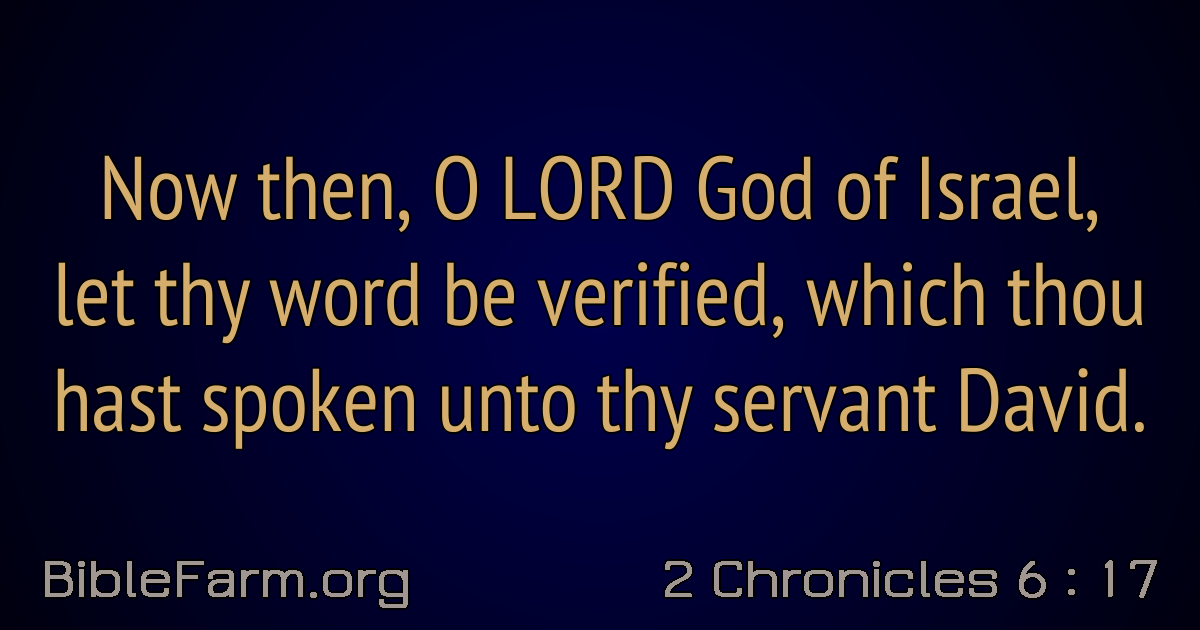 Now then, O LORD God of Israel,
let thy word be verified, which thou
hast spoken unto thy servant David.
BibleFarm.org
2 Chronicles 6 : 17